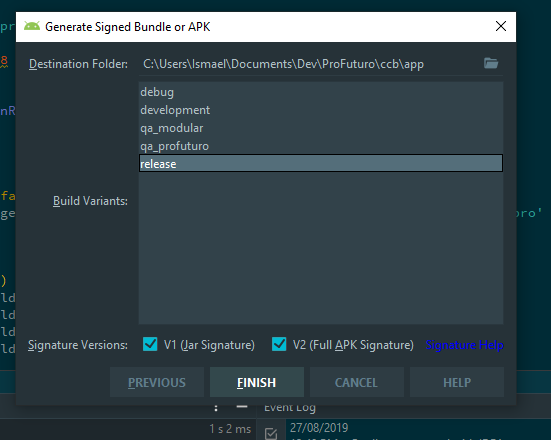 Generate Signed Bundle or APK
pr
Destination Folder: C:\Users\Ismael\Documents\Dev\ProFuturo\ccb\app
8
debug
development
nR
qa_modular
qa_profuturo
release
fa
Build Variants:
ge
pro'
)
ld
ld
ld
ld
Signature Versions: V1 (Jar Signature) V2 (Full APK Signature) Signature Help
PREVIOUS FINISH CANCEL HELP
Event Log
1 s 2 ms 27/08/2019